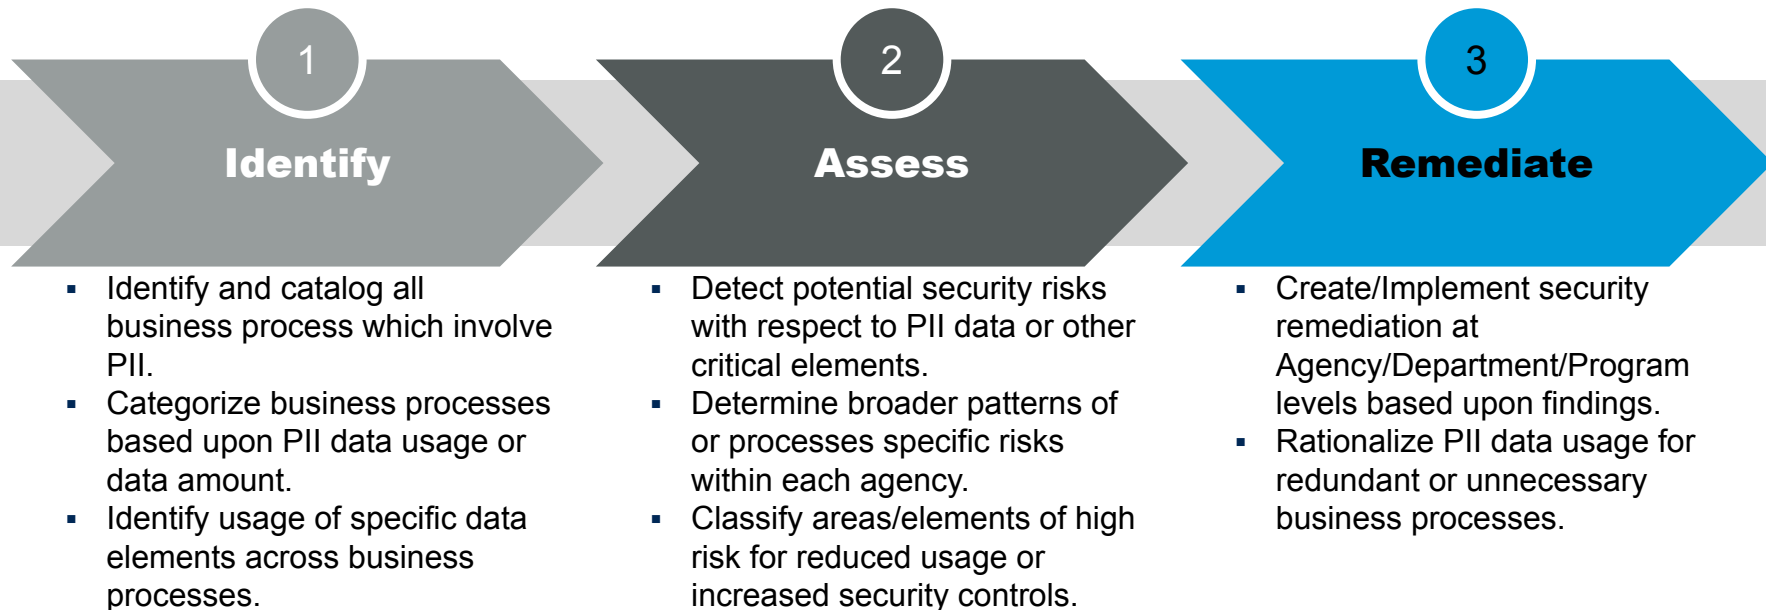 1
Identify
▪ Identify and catalog all
business process which involve
PII.
▪ Categorize business processes
based upon PII data usage or
data amount.
▪ Identify usage of specific data
elements across business
processes.
2
Assess
▪ Detect potential security risks
with respect to PII data or other
critical elements.
▪ Determine broader patterns of
or processes specific risks
within each agency.
▪ Classify areas/elements of high
risk for reduced usage or
increased security controls.
3
Remediate
▪ Create/Implement security
remediation at
Agency/Department/Program
levels based upon findings.
▪ Rationalize PII data usage for
redundant or unnecessary
business processes.